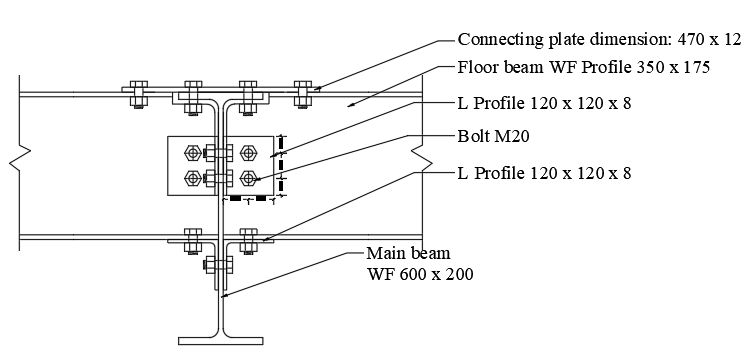 Connecting plate dimension: 470 x 12
Floor beam WF Profile 350 x 175
L Profile 120 x 120 x 8
Bolt M20
L Profile 120 x 120 x 8
Main beam
WF 600 x 200